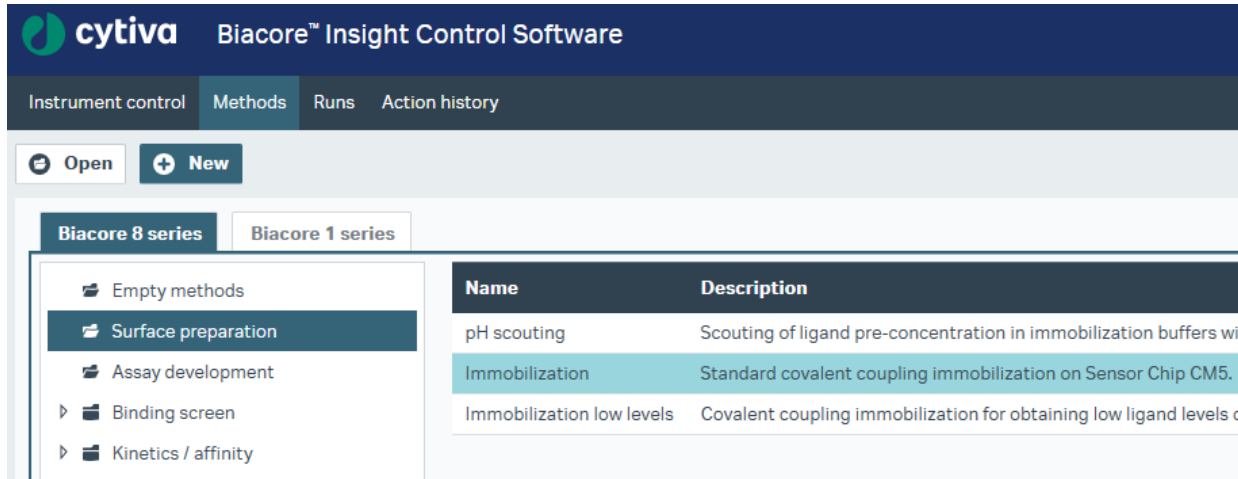 cytiva Biacore™ Insight Control Software
Instrument control Methods Runs Action history
Open New
Biacore 8 series Biacore 1 series
Empty methods
Surface preparation
Assay development
Binding screen
Kinetics / affinity
Name Description
pH scouting Scouting of ligand pre-concentration in immobilization buffers wi
Immobilization Standard covalent coupling immobilization on Sensor Chip CM5.
Immobilization low levels Covalent coupling immobilization for obtaining low ligand levels